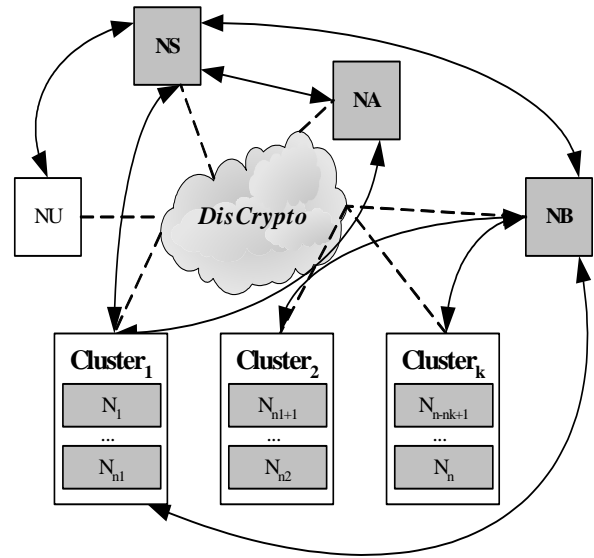 NS
NA
NU
DisCrypto
NB
Cluster1
N1
...
Nn1
Cluster2
Nn1+1
...
Nn2
Clusterk
Nn-nk+1
...
Nn